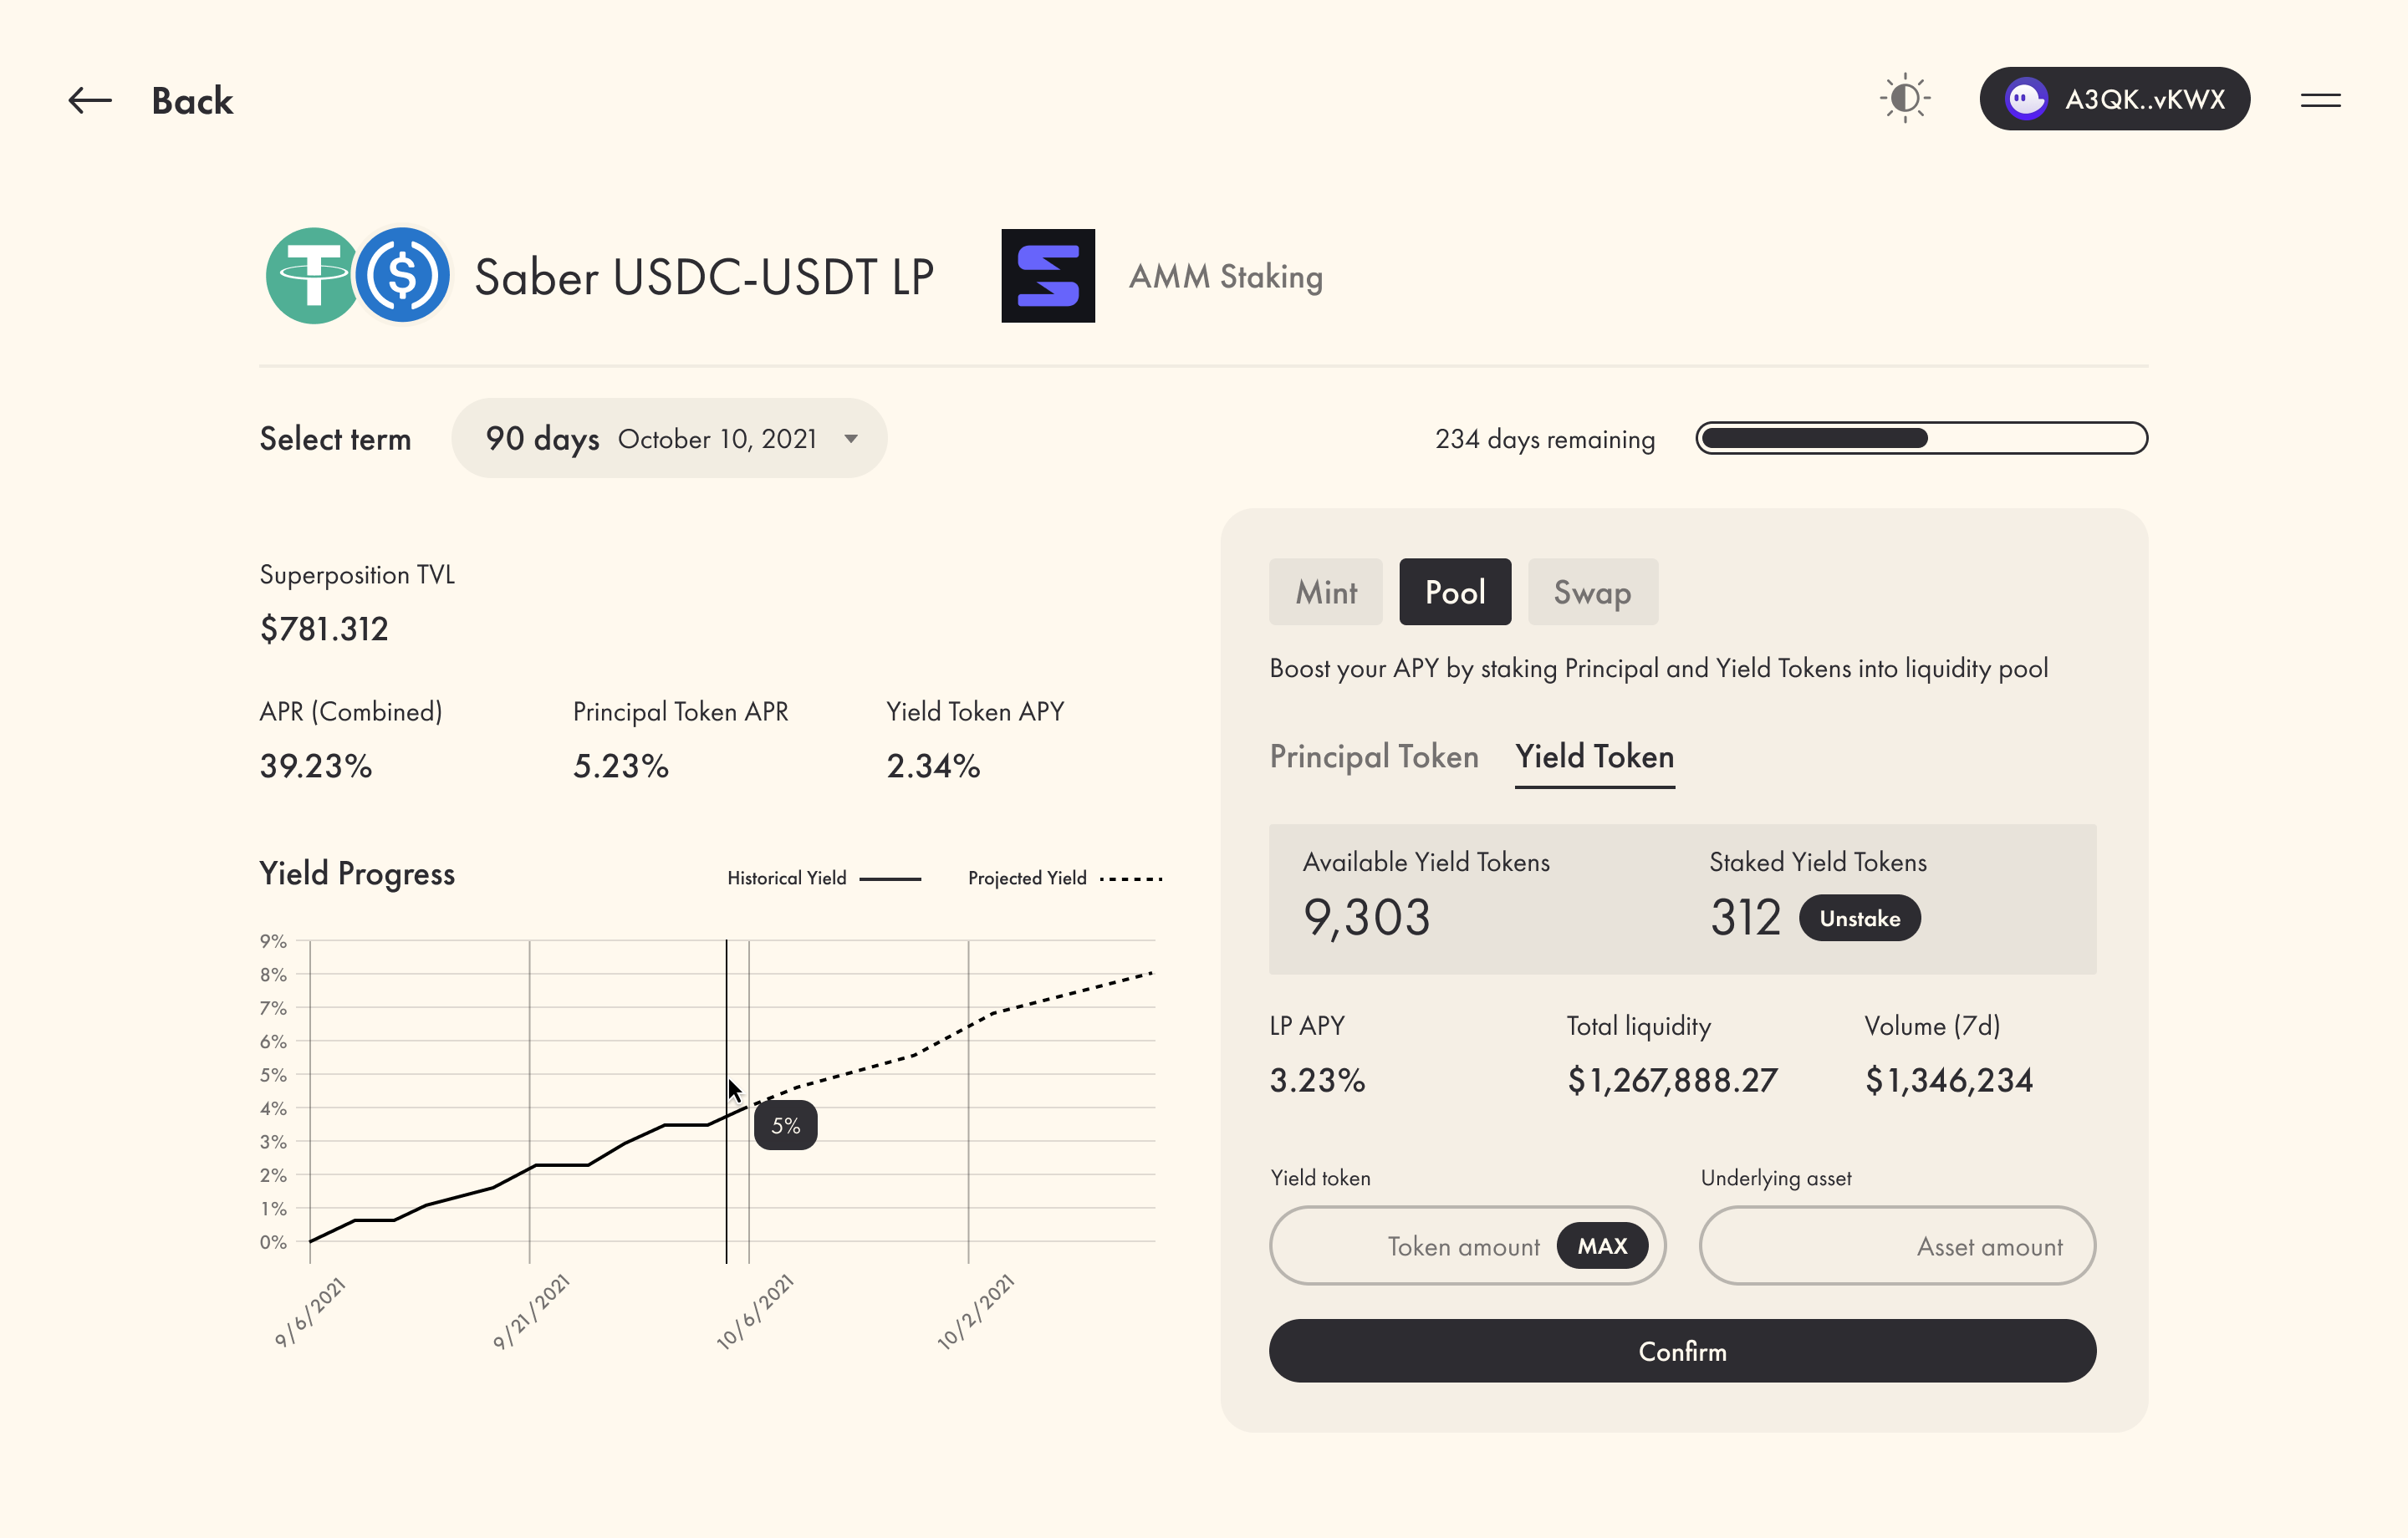 Back
A3QK..vKWX
Saber USDC-USDT LP
AMM Staking
Select term
90 days October 10, 2021
234 days remaining
Superposition TVL
$781.312
APR (Combined) Principal Token APR Yield Token APY
39.23% 5.23% 2.34%
Yield Progress
Historical Yield
Projected Yield
9%
8%
7%
6%
5%
4%
3%
2%
1%
0%
5%
9/6/2021
9/21/2021
10/6/2021
10/2/2021
Mint Pool Swap
Boost your APY by staking Principal and Yield Tokens into liquidity pool
Principal Token Yield Token
Available Yield Tokens Staked Yield Tokens
9,303 312 Unstake
LP APY Total liquidity Volume (7d)
3.23% $1,267,888.27 $1,346,234
Yield token Underlying asset
Token amount MAX Asset amount
Confirm